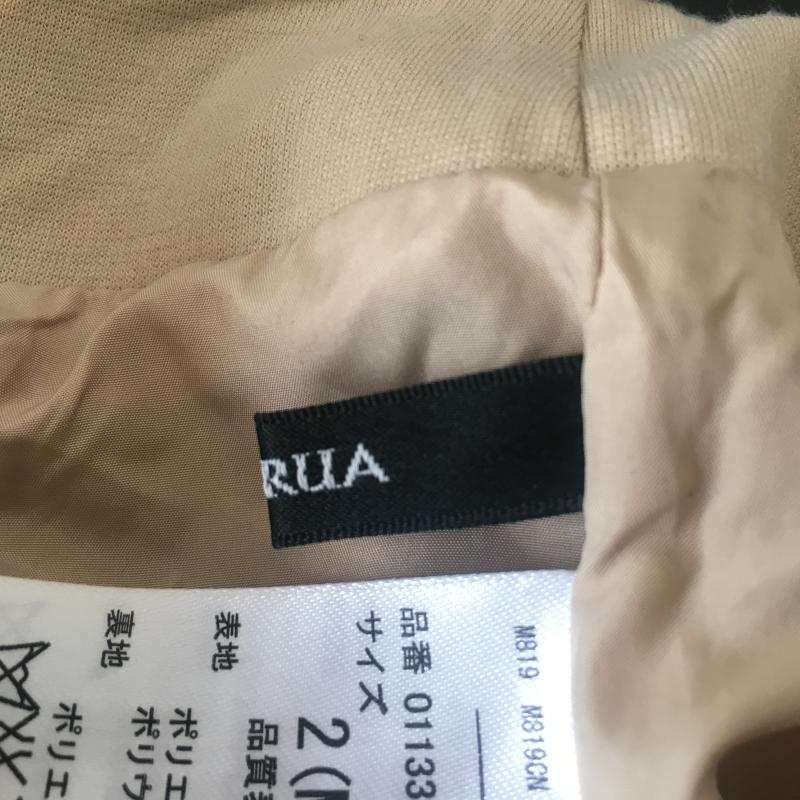 RUA
M819 M819CN
品番 01133
サイズ
2(M
品質
表地
ポリエ
ポリウ
裏地
ポリエ